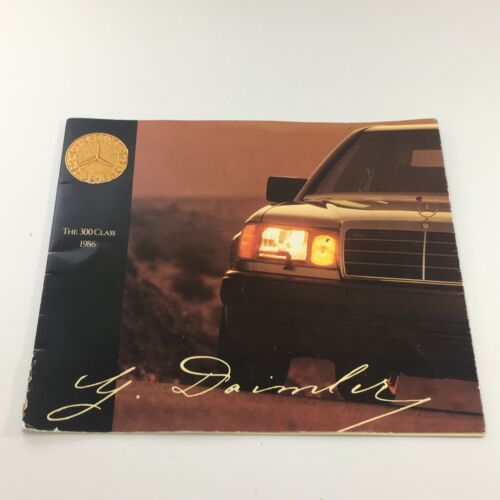 THE 300 CLASS
1986
G. Daimler